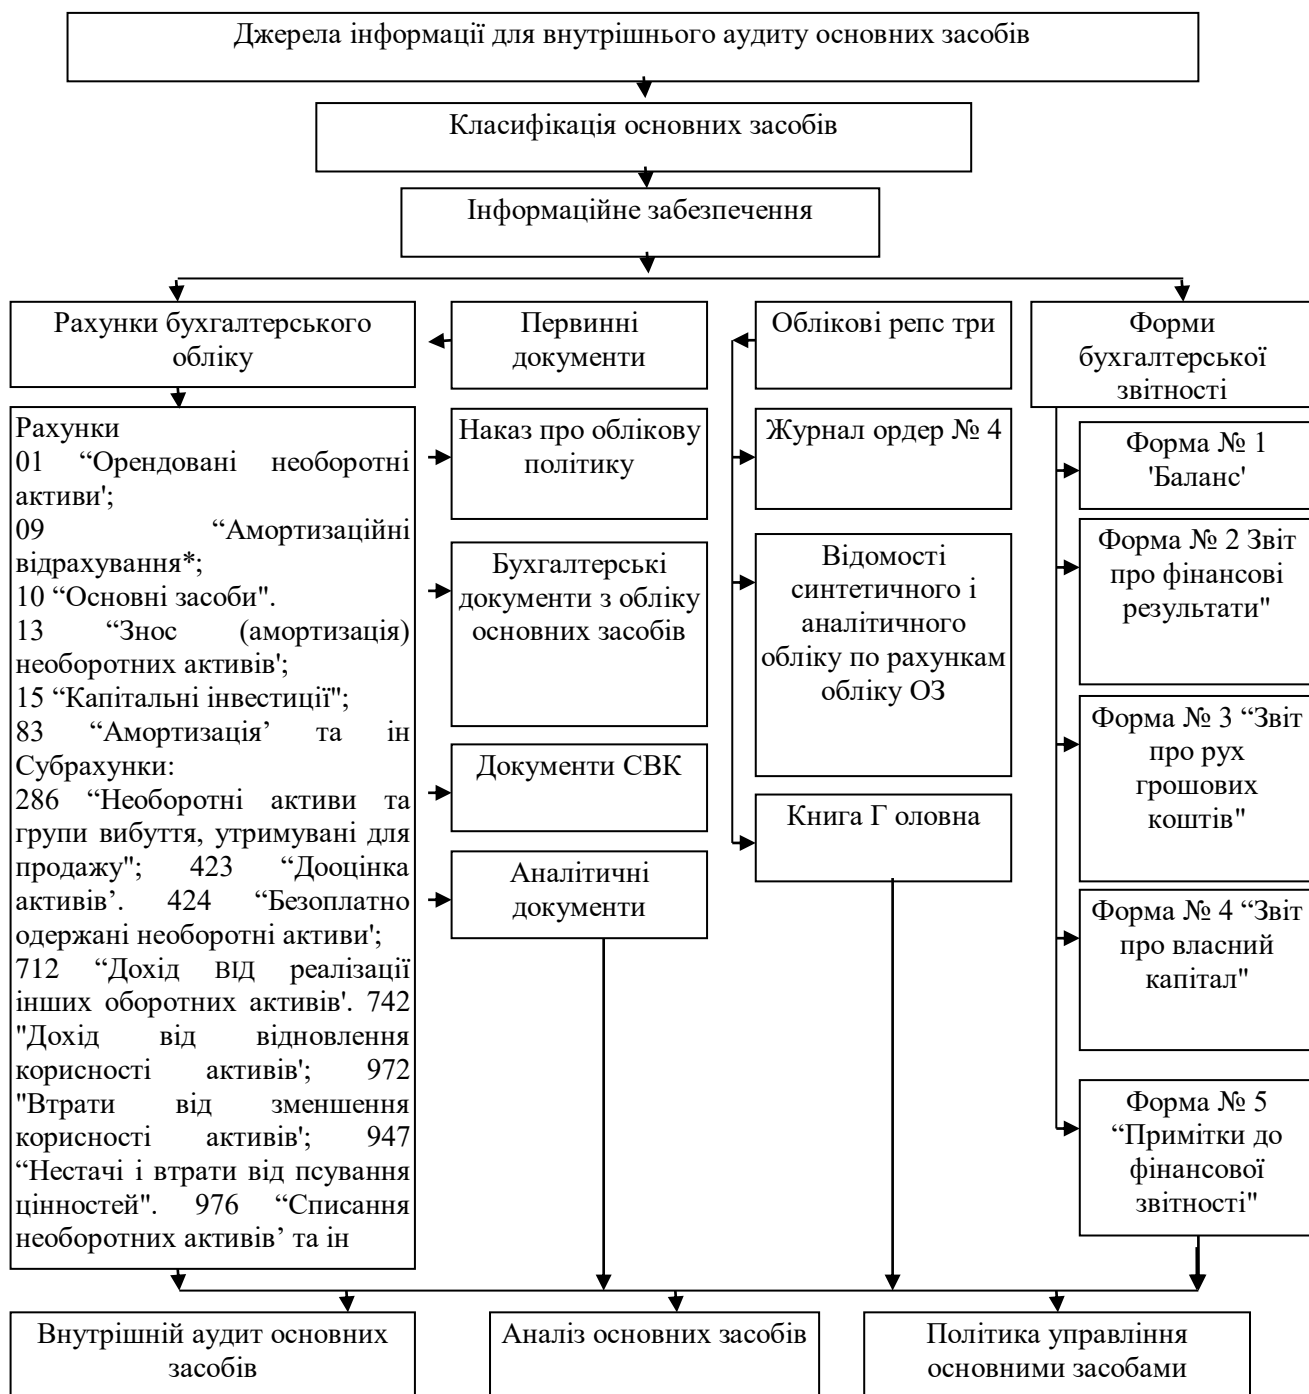 Джерела інформації для внутрішнього аудиту основних засобів
Класифікація основних засобів
Інформаційне забезпечення
Рахунки бухгалтерського
обліку
Рахунки
01 “Орендовані необоротні
активи';
09 “Амортизаційні
відрахування*;
10 “Основні засоби".
13 “Знос (амортизація)
необоротних активів';
15 “Капітальні інвестиції";
83 “Амортизація’ та ін
Субрахунки:
286 “Необоротні активи та
групи вибуття, утримувані для
продажу"; 423 “Дооцінка
активів’. 424 “Безоплатно
одержані необоротні активи';
712 “Дохід ВІД реалізації
інших оборотних активів'. 742
"Дохід від відновлення
корисності активів'; 972
"Втрати від зменшення
корисності активів'; 947
“Нестачі і втрати від псування
цінностей". 976 “Списання
необоротних активів’ та ін
Первинні
документи
Наказ про облікову
політику
Бухгалтерські
документи з обліку
основних засобів
Документи СВК
Аналітичні
документи
Облікові репс три
Журнал ордер № 4
Відомості
синтетичного і
аналітичного
обліку по рахункам
обліку ОЗ
Книга Г оловна
Форми
бухгалтерської
звітності
Форма № 1
'Баланс'
Форма № 2 Звіт
про фінансові
результати"
Форма № 3 “Звіт
про рух
грошових
коштів"
Форма № 4 “Звіт
про власний
капітал"
Форма № 5
“Примітки до
фінансової
звітності"
Внутрішній аудит основних
засобів
Аналіз основних засобів
Політика управління
основними засобами